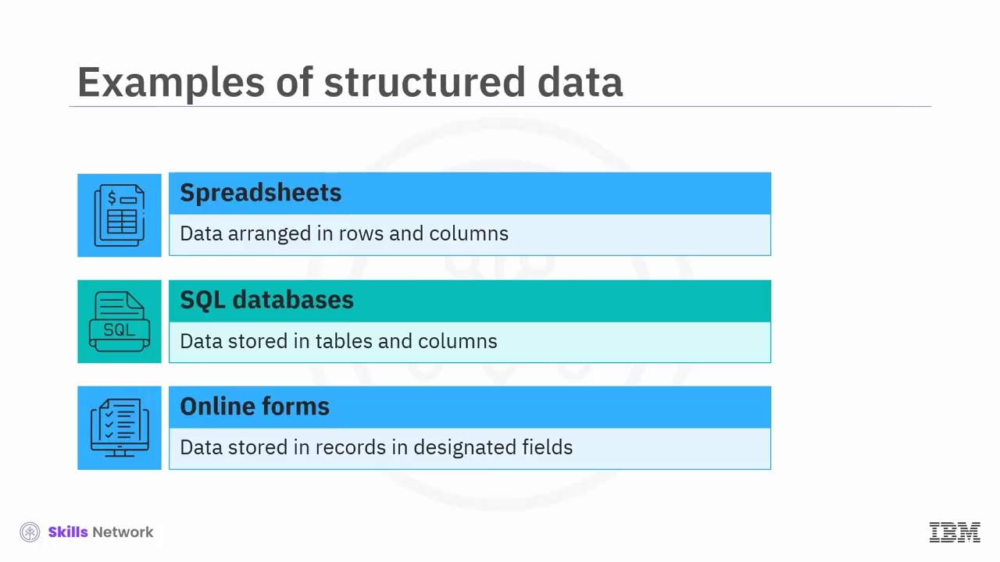 Examples of structured data
$
Spreadsheets
Data arranged in rows and columns
SQL
SQL databases
Data stored in tables and columns
Online forms
Data stored in records in designated fields
Skills Network
IBM